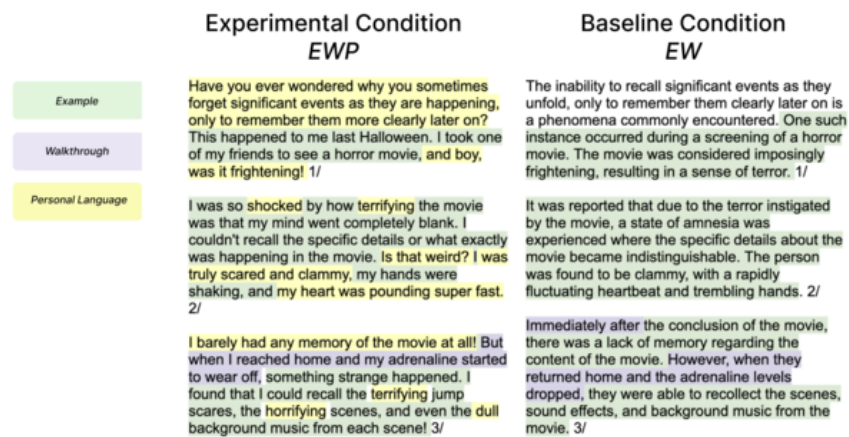 Experimental Condition
EWP
Baseline Condition
EW
Example
Walkthrough
Personal Language
Have you ever wondered why you sometimes
forget significant events as they are happening,
only to remember them more clearly later on?
This happened to me last Halloween. I took one
of my friends to see a horror movie, and boy,
was it frightening! 1/
I was so shocked by how terrifying the movie
was that my mind went completely blank. I
couldn't recall the specific details or what exactly
was happening in the movie. Is that weird? I was
truly scared and clammy, my hands were
shaking, and my heart was pounding super fast.
2/
I barely had any memory of the movie at all! But
when I reached home and my adrenaline started
to wear off, something strange happened. I
found that I could recall the terrifying jump
scares, the horrifying scenes, and even the dull
background music from each scene! 3/
The inability to recall significant events as they
unfold, only to remember them clearly later on is
a phenomena commonly encountered. One such
instance occurred during a screening of a horror
movie. The movie was considered imposingly
frightening, resulting in a sense of terror. 1/
It was reported that due to the terror instigated
by the movie, a state of amnesia was
experienced where the specific details about the
movie became indistinguishable. The person
was found to be clammy, with a rapidly
fluctuating heartbeat and trembling hands. 2/
Immediately after the conclusion of the movie,
there was a lack of memory regarding the
content of the movie. However, when they
returned home and the adrenaline levels
dropped, they were able to recollect the scenes,
sound effects, and background music from the
movie. 3/